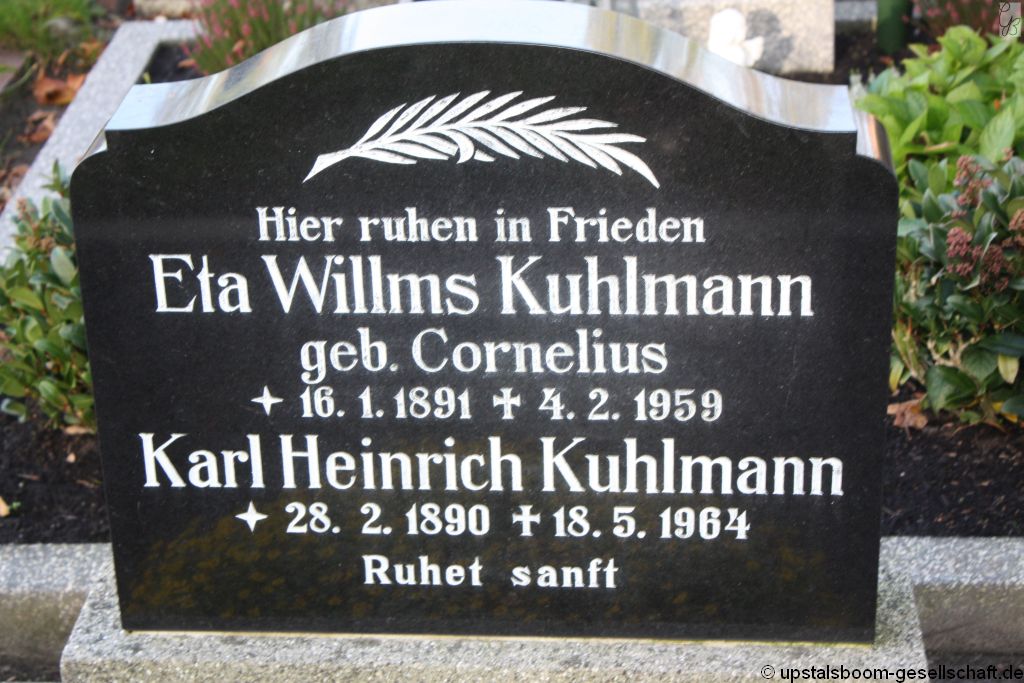 Hier ruhen in Frieden
Eta Willms Kuhlmann
geb. Cornelius
✦ 16. 1. 1891 ✝ 4. 2. 1959
Karl Heinrich Kuhlmann
✦ 28. 2. 1890 ✝ 18. 5. 1964
Ruhet sanft
© upstalsboom-gesellschaft.de